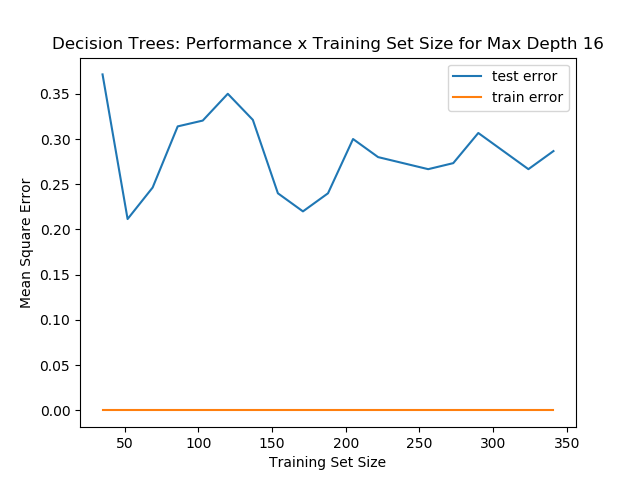 Decision Trees: Performance x Training Set Size for Max Depth 16
test error
train error
Mean Square Error
0.35
0.30
0.25
0.20
0.15
0.10
0.05
0.00
50 100 150 200 250 300 350
Training Set Size